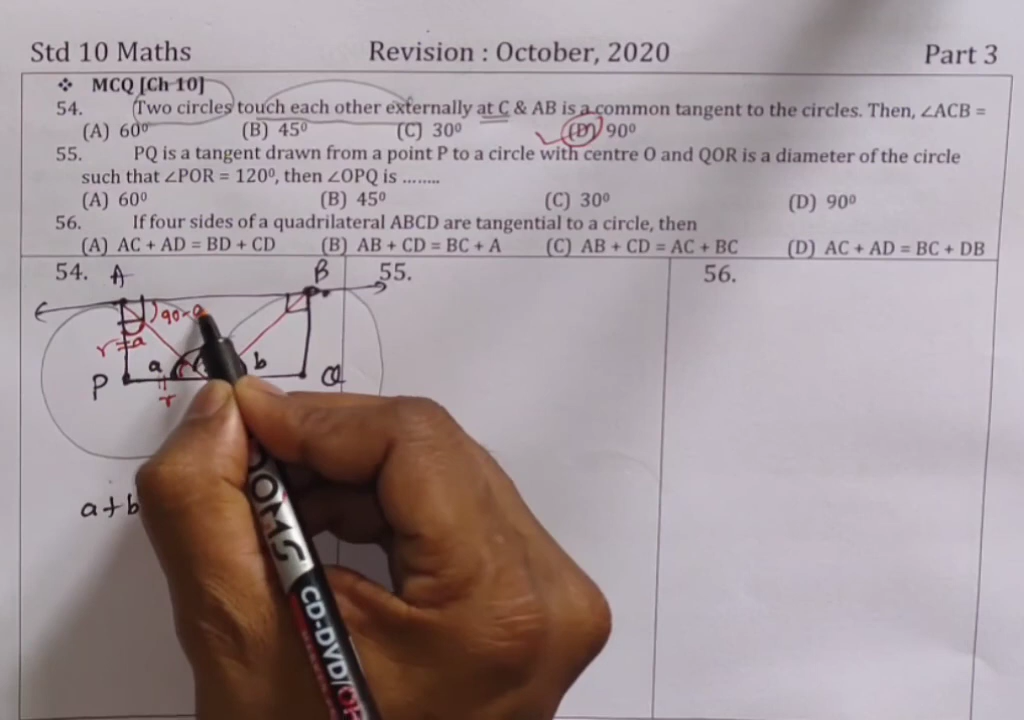 Std 10 Maths Revision : October, 2020 Part 3
❖ MCQ [Ch 10]
54. Two circles touch each other externally at C & AB is a common tangent to the circles. Then, ∠ACB =
(A) 60⁰ (B) 45⁰ (C) 30⁰ (D) 90⁰
55. PQ is a tangent drawn from a point P to a circle with centre O and QOR is a diameter of the circle
such that ∠POR = 120⁰, then ∠OPQ is ........
(A) 60⁰ (B) 45⁰ (C) 30⁰ (D) 90⁰
56. If four sides of a quadrilateral ABCD are tangential to a circle, then
(A) AC + AD = BD + CD (B) AB + CD = BC + A (C) AB + CD = AC + BC (D) AC + AD = BC + DB
54. A B 55. 56.
90-a
r=a
a b
P Q
r
a+b
OMS CD-DVD/OH